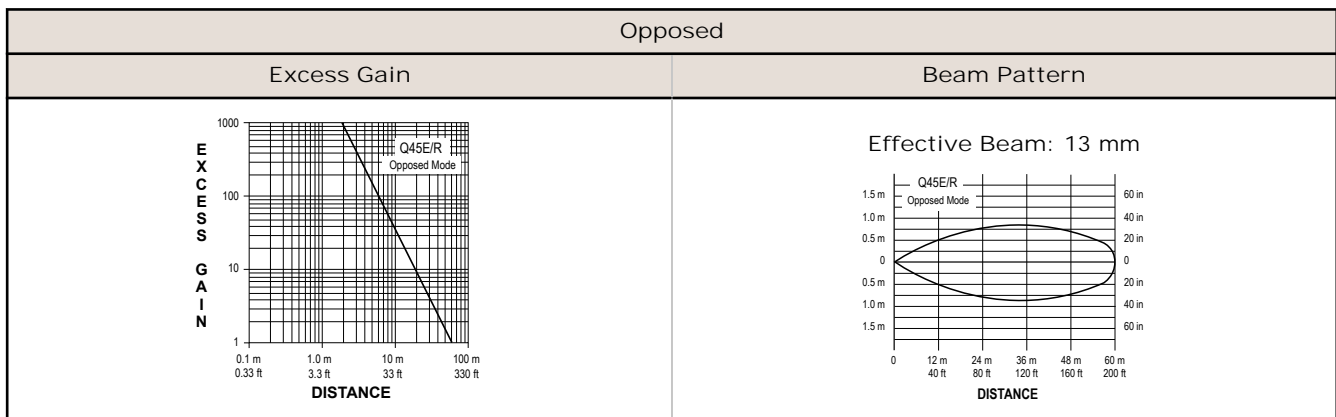 Opposed
Excess Gain
Beam Pattern
1000
100
10
1
EXCESS GAIN
Q45E/R
Opposed Mode
0.1 m 1.0 m 10 m 100 m
0.33 ft 3.3 ft 33 ft 330 ft
DISTANCE
Effective Beam: 13 mm
Q45E/R
Opposed Mode
1.5 m 60 in
1.0 m 40 in
0.5 m 20 in
0 0
0.5 m 20 in
1.0 m 40 in
1.5 m 60 in
0 12 m 24 m 36 m 48 m 60 m
40 ft 80 ft 120 ft 160 ft 200 ft
DISTANCE